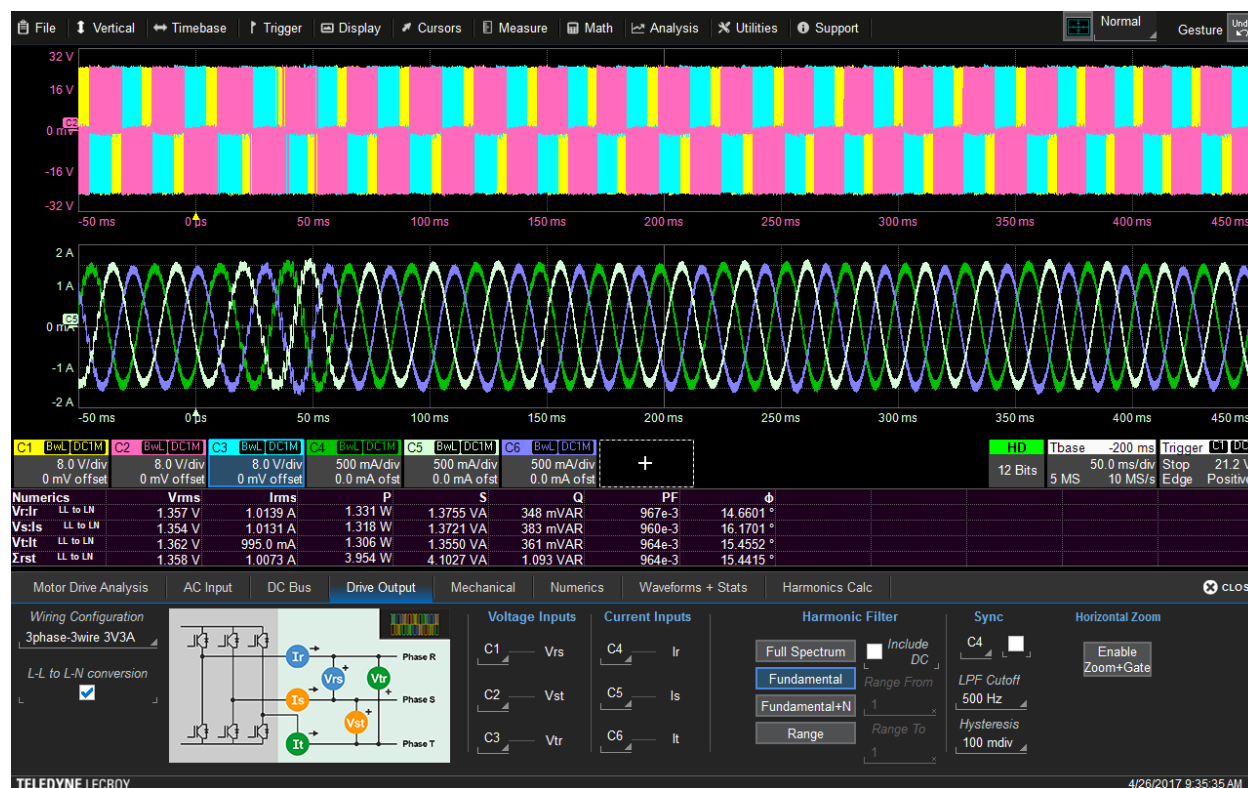 File Vertical Timebase Trigger Display Cursors Measure Math Analysis Utilities Support Normal Gesture Und
32 V
16 V
C2
0 mV
-16 V
-32 V
-50 ms 0 µs 50 ms 100 ms 150 ms 200 ms 250 ms 300 ms 350 ms 400 ms 450 ms
2 A
1 A
C5
0 mA
-1 A
-2 A
-50 ms 0 µs 50 ms 100 ms 150 ms 200 ms 250 ms 300 ms 350 ms 400 ms 450 ms
C1 BwL DC1M C2 BwL DC1M C3 BwL DC1M C4 BwL DC1M C5 BwL DC1M C6 BwL DC1M HD Tbase -200 ms Trigger C1 DC
8.0 V/div 8.0 V/div 8.0 V/div 500 mA/div 500 mA/div 500 mA/div + 12 Bits 50.0 ms/div Stop 21.2 V
0 mV offset 0 mV offset 0 mV offset 0.0 mA ofst 0.0 mA ofst 0.0 mA ofst 5 MS 10 MS/s Edge Positive
Numerics Vrms Irms P S Q PF ϕ
Vr:Ir LL to LN 1.357 V 1.0139 A 1.331 W 1.3755 VA 348 mVAR 967e-3 14.6601 °
Vs:Is LL to LN 1.354 V 1.0131 A 1.318 W 1.3721 VA 383 mVAR 960e-3 16.1701 °
Vt:It LL to LN 1.362 V 995.0 mA 1.306 W 1.3550 VA 361 mVAR 964e-3 15.4552 °
Σrst LL to LN 1.358 V 1.0073 A 3.954 W 4.1027 VA 1.093 VAR 964e-3 15.4415 °
Motor Drive Analysis AC Input DC Bus Drive Output Mechanical Numerics Waveforms + Stats Harmonics Calc CLOS
Wiring Configuration
3phase-3wire 3V3A
L-L to L-N conversion
Ir
Phase R
Vrs
Vtr
Is
Phase S
Vst
It
Phase T
Voltage Inputs
C1 Vrs
C2 Vst
C3 Vtr
Current Inputs
C4 Ir
C5 Is
C6 It
Harmonic Filter
Full Spectrum
Fundamental
Fundamental+N
Range
Include
DC
Range From
1
Range To
1
Sync
C4
LPF Cutoff
500 Hz
Hysteresis
100 mdiv
Horizontal Zoom
Enable
Zoom+Gate
TELEDYNE LECROY 4/26/2017 9:35:35 AM